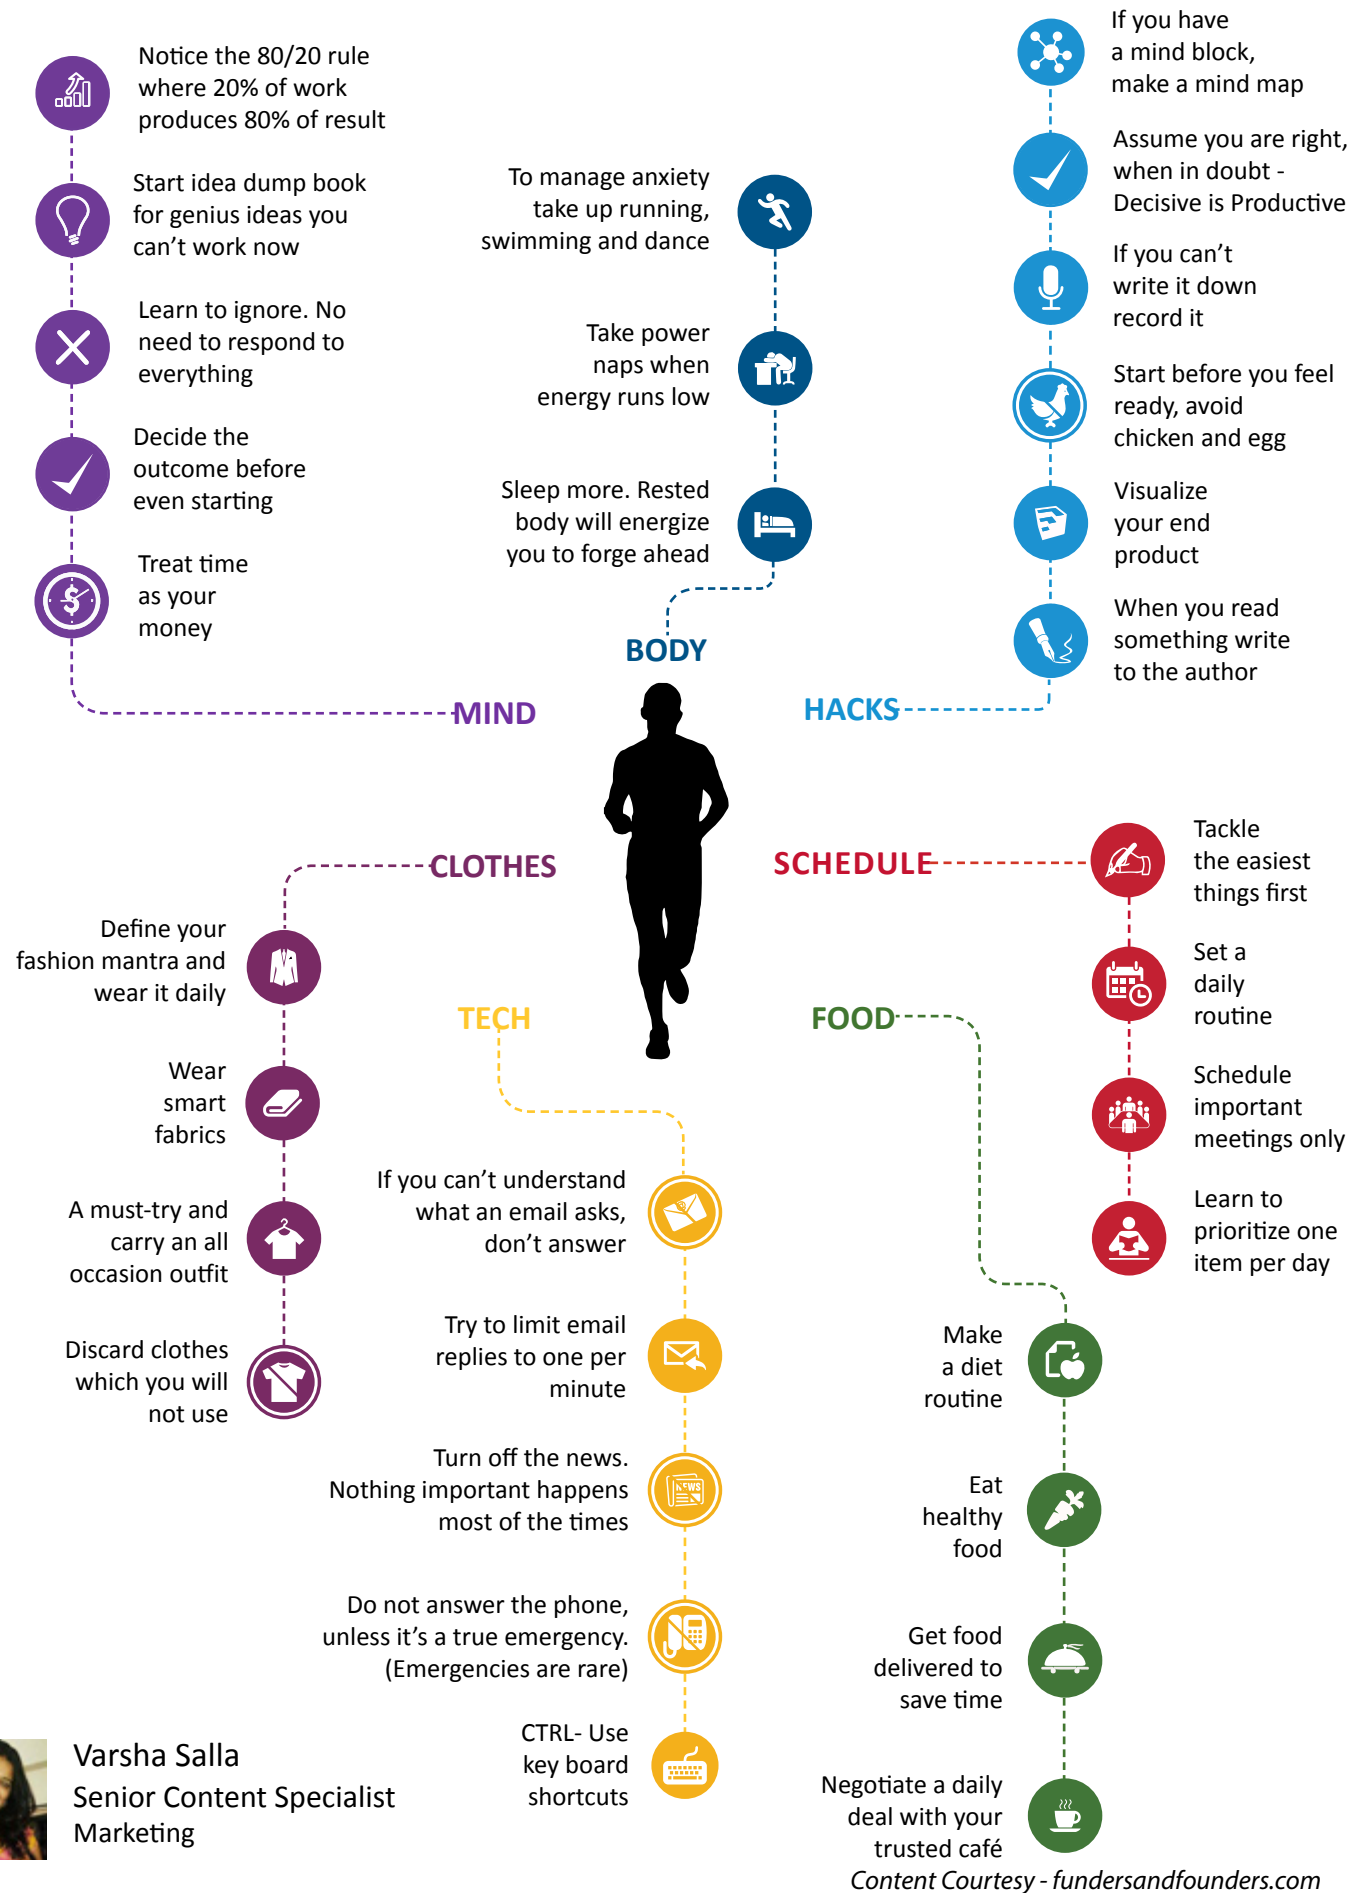 Notice the 80/20 rule
where 20% of work
produces 80% of result
Start idea dump book
for genius ideas you
can't work now
Learn to ignore. No
need to respond to
everything
Decide the
outcome before
even starting
Treat time
as your
money
MIND
To manage anxiety
take up running,
swimming and dance
Take power
naps when
energy runs low
Sleep more. Rested
body will energize
you to forge ahead
BODY
If you have
a mind block,
make a mind map
Assume you are right,
when in doubt -
Decisive is Productive
If you can't
write it down
record it
Start before you feel
ready, avoid
chicken and egg
Visualize
your end
product
When you read
something write
to the author
HACKS
CLOTHES
Define your
fashion mantra and
wear it daily
Wear
smart
fabrics
A must-try and
carry an all
occasion outfit
Discard clothes
which you will
not use
SCHEDULE
Tackle
the easiest
things first
Set a
daily
routine
Schedule
important
meetings only
Learn to
prioritize one
item per day
TECH
If you can't understand
what an email asks,
don't answer
Try to limit email
replies to one per
minute
NEWS
Turn off the news.
Nothing important happens
most of the times
Do not answer the phone,
unless it's a true emergency.
(Emergencies are rare)
CTRL- Use
key board
shortcuts
FOOD
Make
a diet
routine
Eat
healthy
food
Get food
delivered to
save time
Negotiate a daily
deal with your
trusted café
Varsha Salla
Senior Content Specialist
Marketing
Content Courtesy - fundersandfounders.com